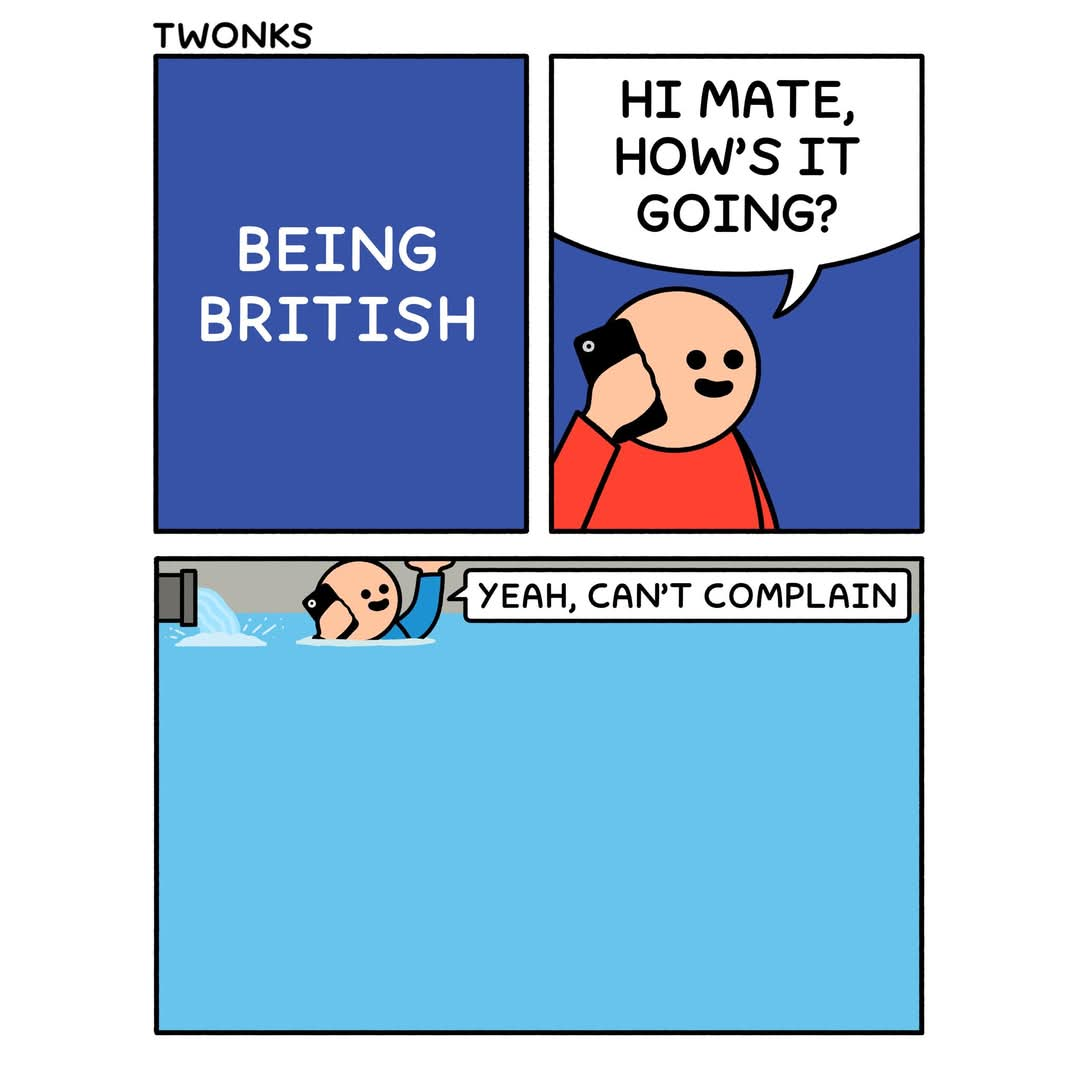 TWONKS
BEING
BRITISH
HI MATE,
HOW'S IT
GOING?
YEAH, CAN'T COMPLAIN